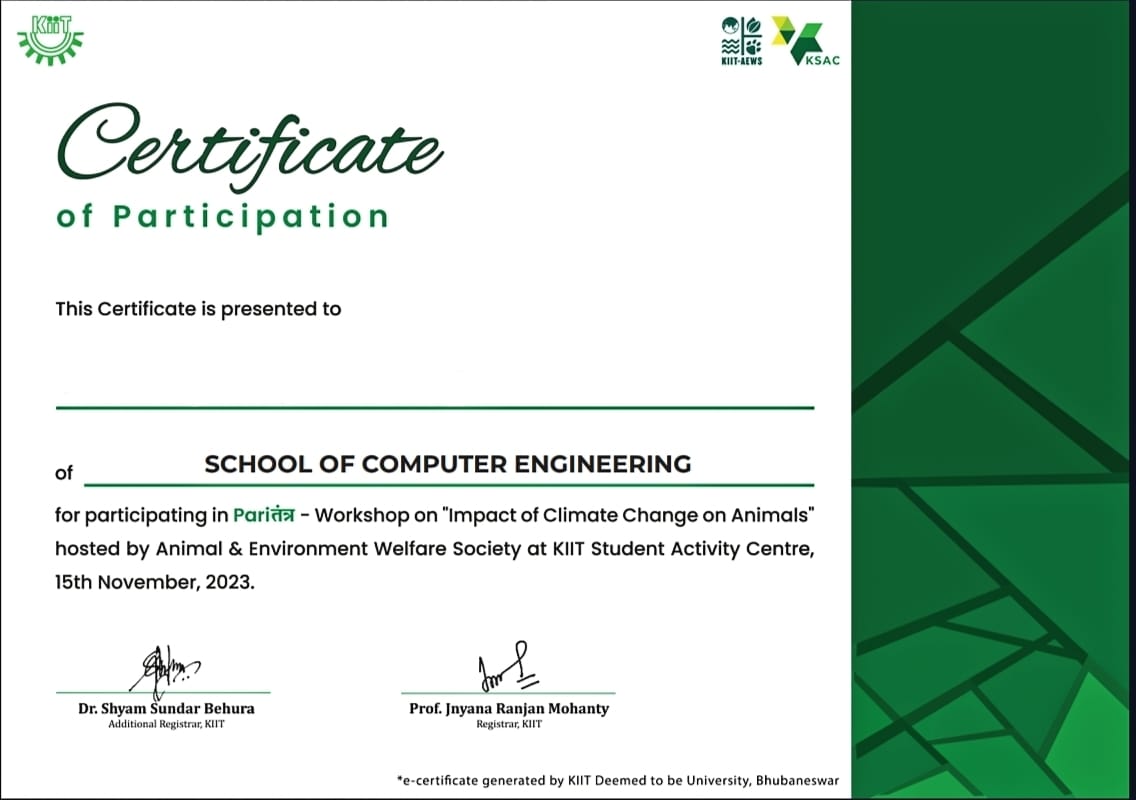 KIIT
KIIT-AEWS
KSAC
Certificate
of Participation
This Certificate is presented to
of SCHOOL OF COMPUTER ENGINEERING
for participating in Pariतंत्र - Workshop on "Impact of Climate Change on Animals"
hosted by Animal & Environment Welfare Society at KIIT Student Activity Centre,
15th November, 2023.
Dr. Shyam Sundar Behura
Additional Registrar, KIIT
Prof. Jnyana Ranjan Mohanty
Registrar, KIIT
*e-certificate generated by KIIT Deemed to be University, Bhubaneswar